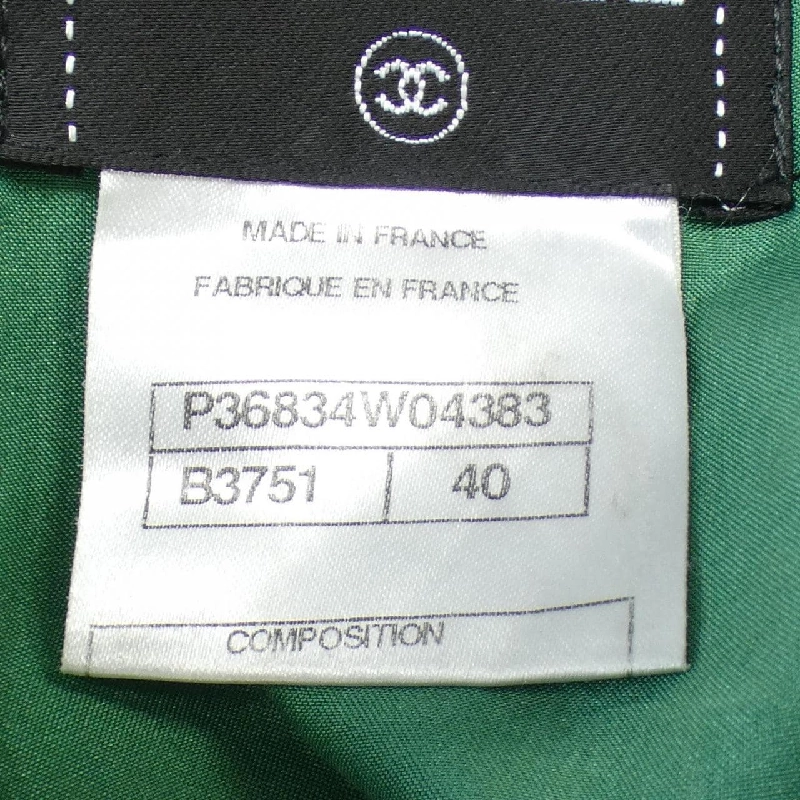 MADE IN FRANCE
FABRIQUE EN FRANCE
P36834W04383
B3751 40
COMPOSITION